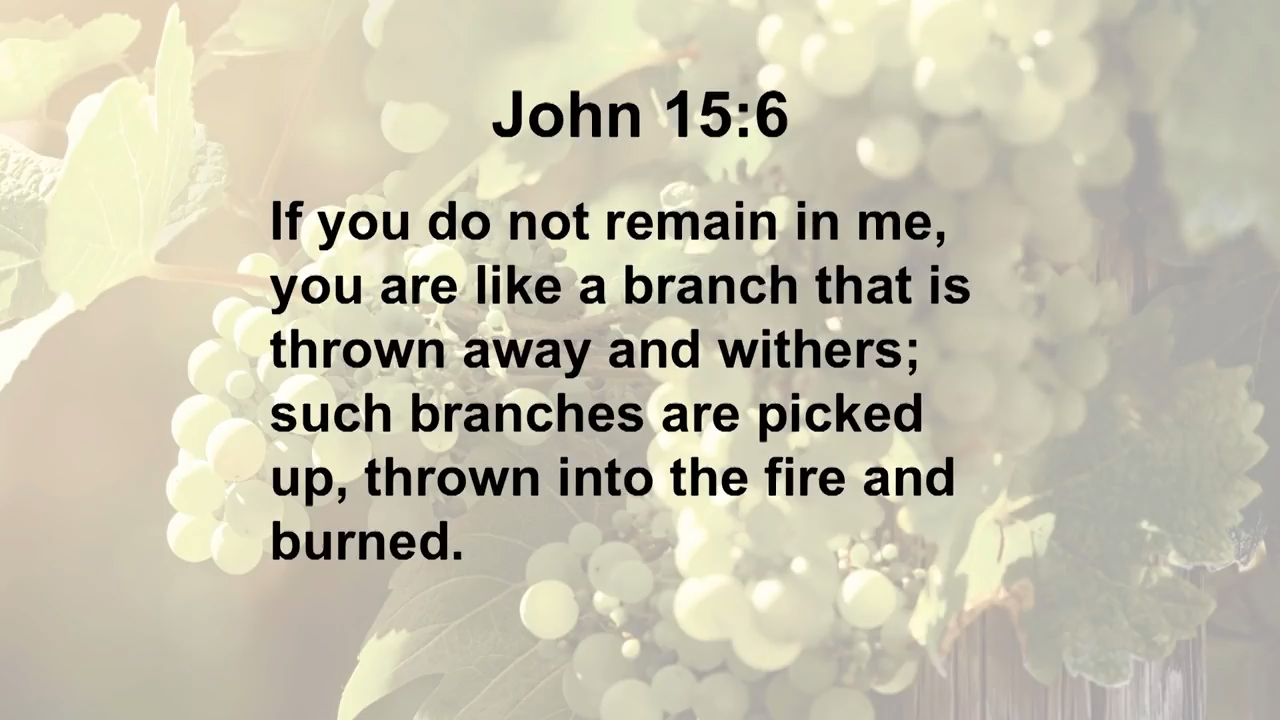 John 15:6
If you do not remain in me,
you are like a branch that is
thrown away and withers;
such branches are picked
up, thrown into the fire and
burned.